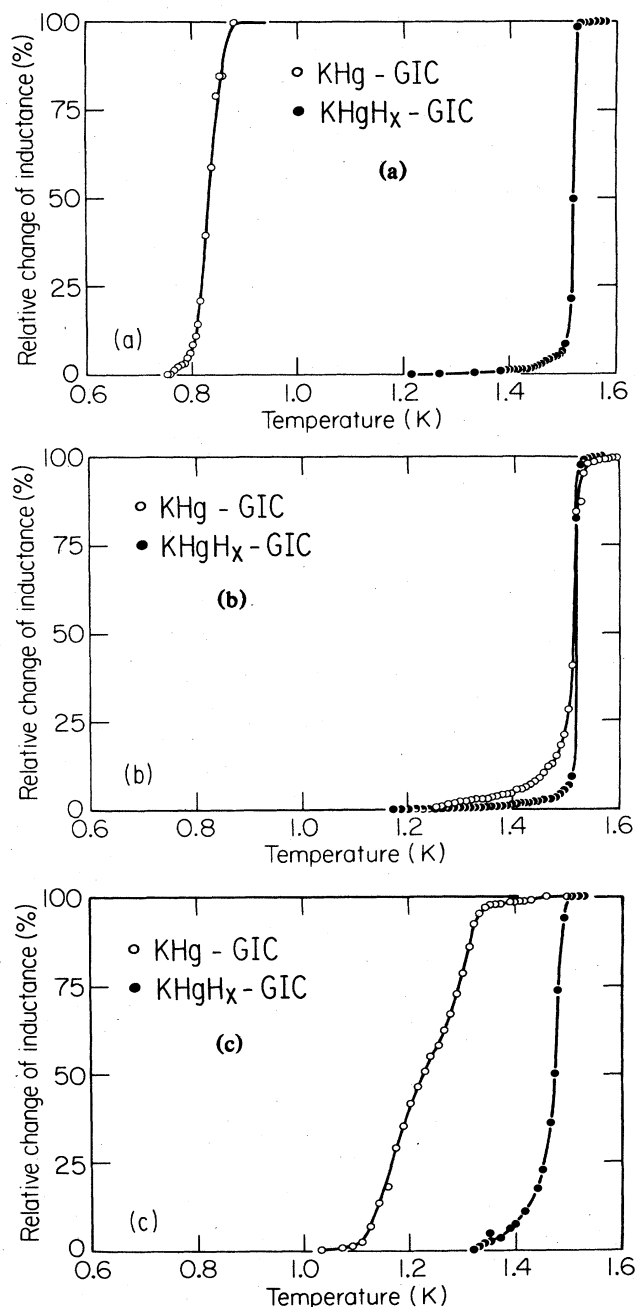 100
75
50
25
0
Relative change of inductance (%)
KHg - GIC
KHgHx - GIC
(a)
(a)
0.6 0.8 1.0 1.2 1.4 1.6
Temperature (K)
100
75
50
25
0
Relative change of inductance (%)
KHg - GIC
KHgHx - GIC
(b)
(b)
0.6 0.8 1.0 1.2 1.4 1.6
Temperature (K)
100
75
50
25
0
Relative change of inductance (%)
KHg - GIC
KHgHx - GIC
(c)
(c)
0.6 0.8 1.0 1.2 1.4 1.6
Temperature (K)